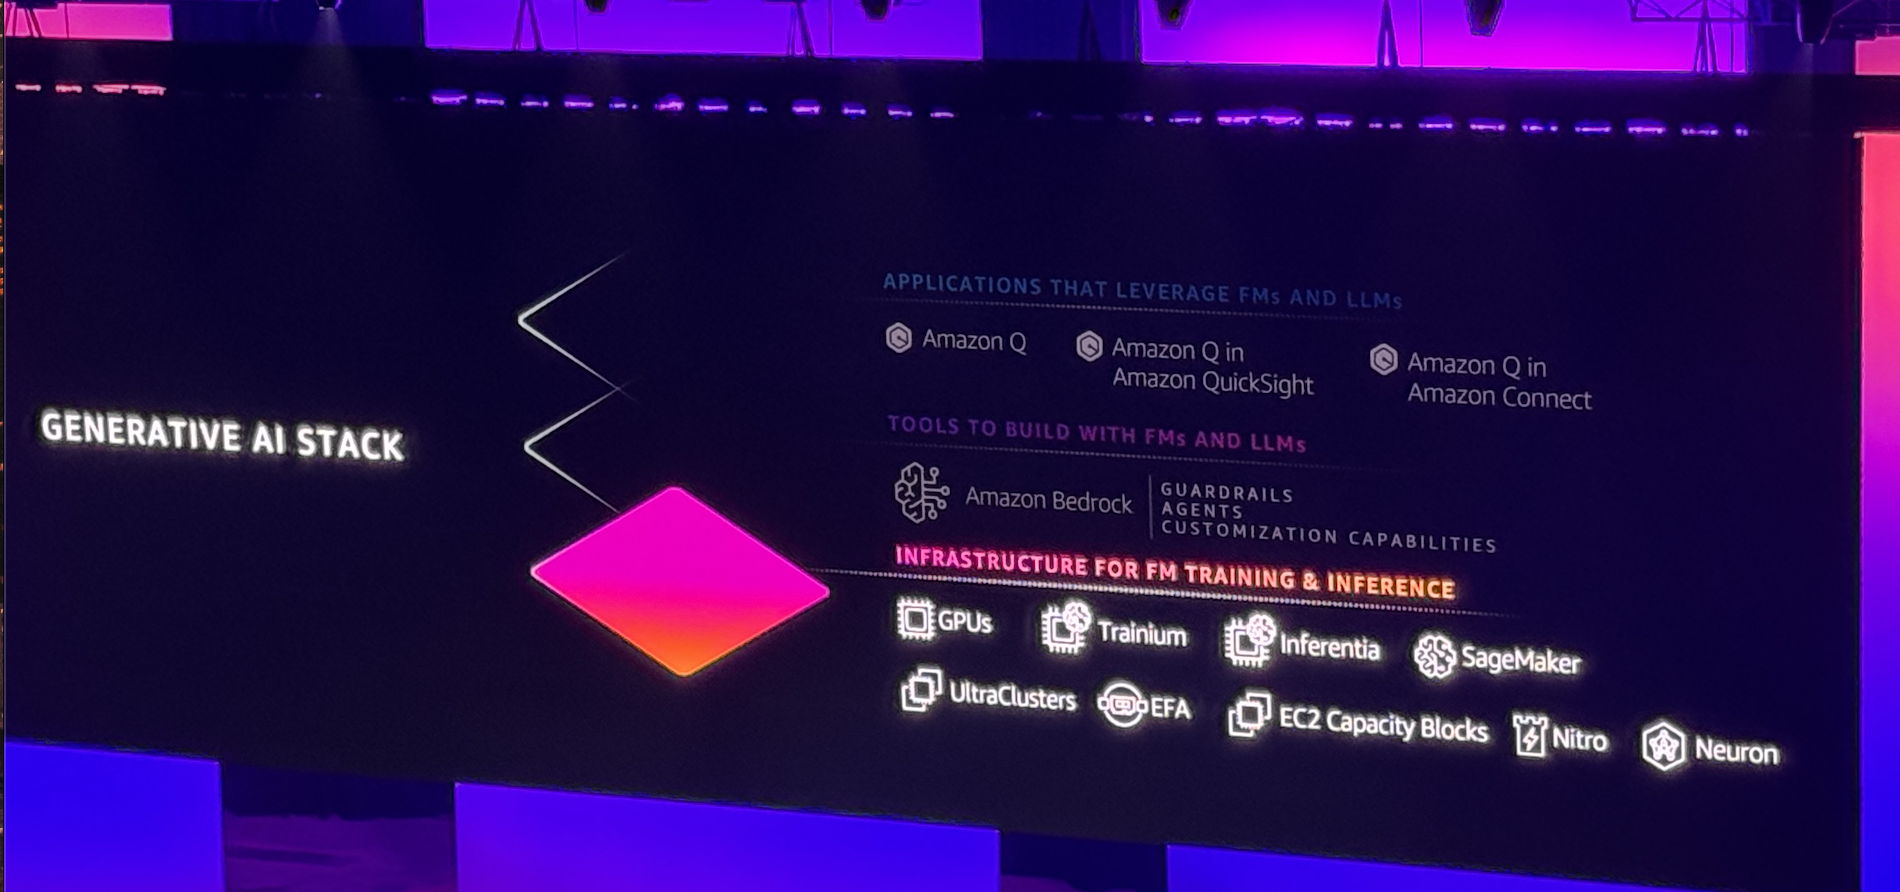 GENERATIVE AI STACK
APPLICATIONS THAT LEVERAGE FMs AND LLMs
Amazon Q
Amazon Q in
Amazon QuickSight
Amazon Q in
Amazon Connect
TOOLS TO BUILD WITH FMs AND LLMs
Amazon Bedrock
GUARDRAILS
AGENTS
CUSTOMIZATION CAPABILITIES
INFRASTRUCTURE FOR FM TRAINING & INFERENCE
GPUs Trainium Inferentia SageMaker
UltraClusters EFA EC2 Capacity Blocks Nitro Neuron